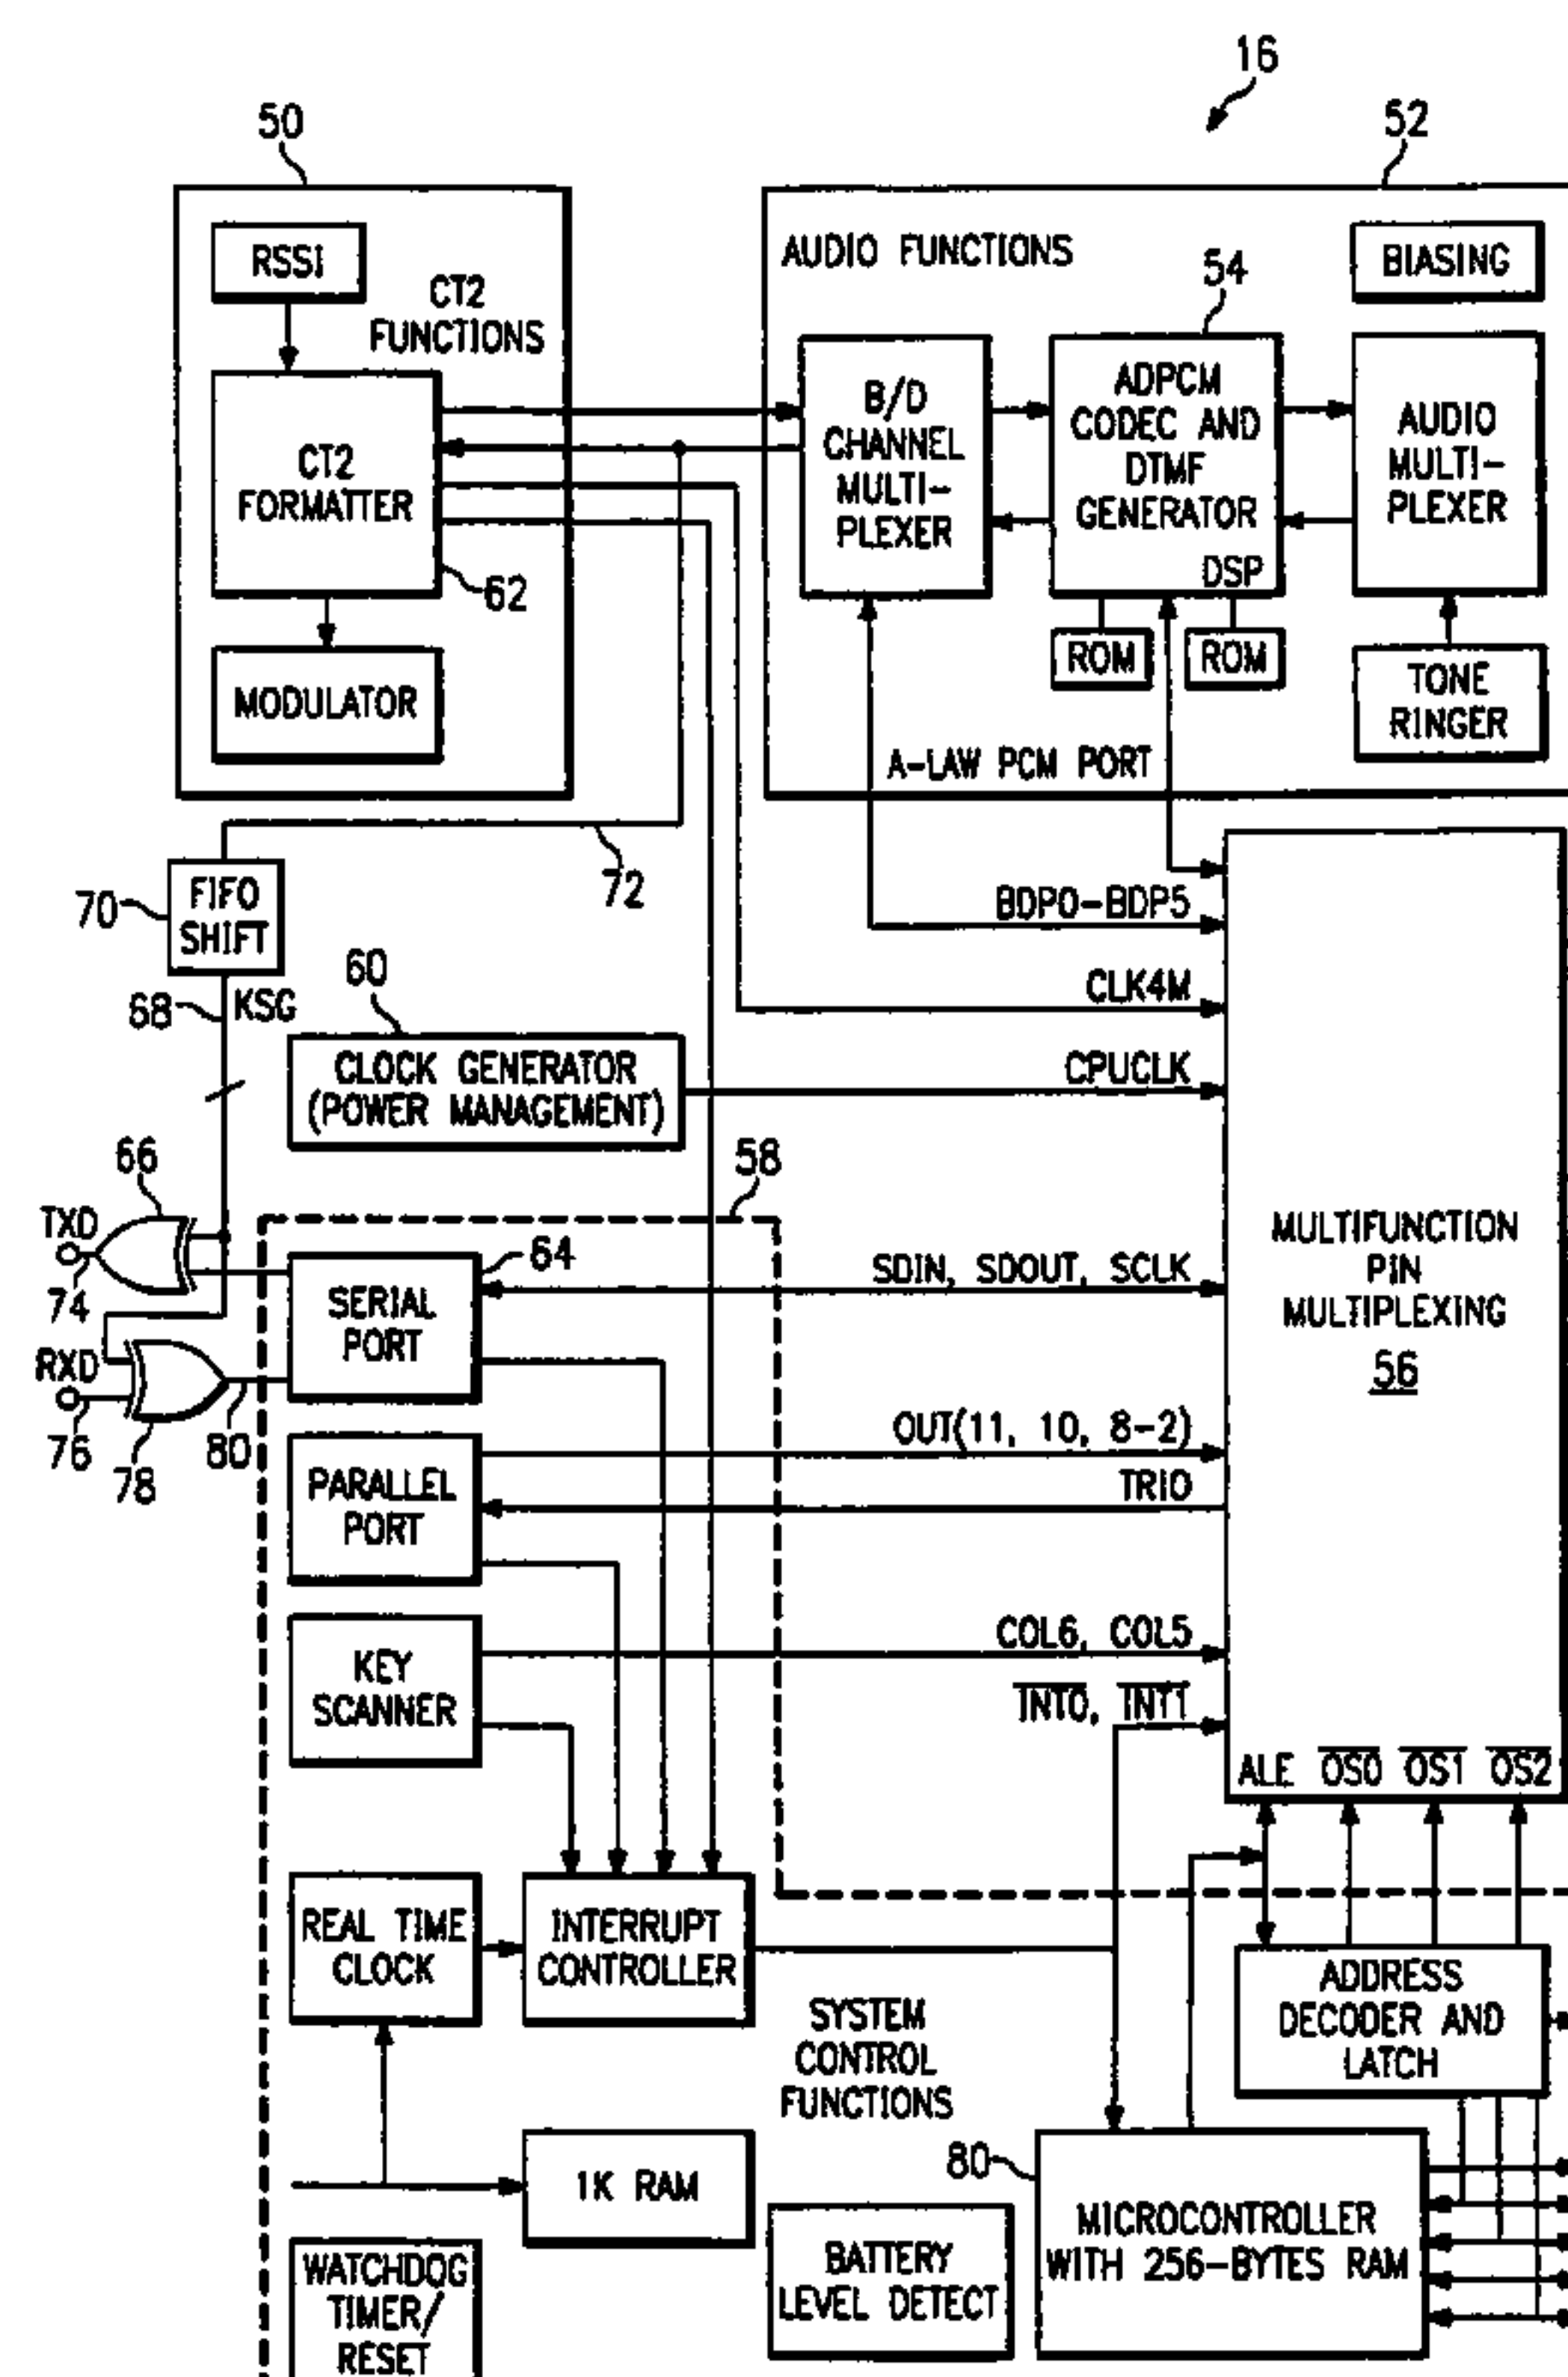 16
50
52
RSSI
CT2
FUNCTIONS
CT2
FORMATTER
62
MODULATOR
AUDIO FUNCTIONS
54
BIASING
B/D
CHANNEL
MULTI-
PLEXER
ADPCM
CODEC AND
DTMF
GENERATOR
DSP
AUDIO
MULTI-
PLEXER
ROM
ROM
TONE
RINGER
A-LAW PCM PORT
72
70
FIFO
SHIFT
68
KSG
60
CLOCK GENERATOR
(POWER MANAGEMENT)
BDP0-BDP5
CLK4M
CPUCLK
66
58
TXD
74
64
SERIAL
PORT
SDIN, SDOUT, SCLK
MULTIFUNCTION
PIN
MULTIPLEXING
56
RXD
76
78
80
PARALLEL
PORT
OUT(11, 10, 8-2)
TRIO
KEY
SCANNER
COL6, COL5
INT0, INT1
ALE OS0 OS1 OS2
REAL TIME
CLOCK
INTERRUPT
CONTROLLER
SYSTEM
CONTROL
FUNCTIONS
ADDRESS
DECODER AND
LATCH
1K RAM
80
MICROCONTROLLER
WITH 256-BYTES RAM
BATTERY
LEVEL DETECT
WATCHDOG
TIMER/
RESET